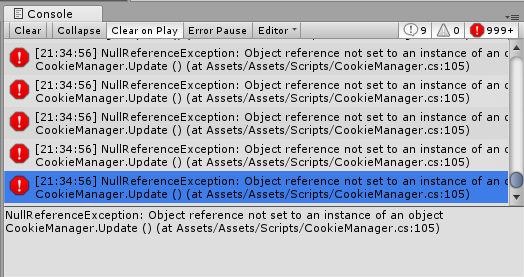 Console
Clear Collapse Clear on Play Error Pause Editor 9 0 999+
[21:34:56] NullReferenceException: Object reference not set to an instance of an o
CookieManager.Update () (at Assets/Assets/Scripts/CookieManager.cs:105)
[21:34:56] NullReferenceException: Object reference not set to an instance of an o
CookieManager.Update () (at Assets/Assets/Scripts/CookieManager.cs:105)
[21:34:56] NullReferenceException: Object reference not set to an instance of an o
CookieManager.Update () (at Assets/Assets/Scripts/CookieManager.cs:105)
[21:34:56] NullReferenceException: Object reference not set to an instance of an o
CookieManager.Update () (at Assets/Assets/Scripts/CookieManager.cs:105)
[21:34:56] NullReferenceException: Object reference not set to an instance of an o
CookieManager.Update () (at Assets/Assets/Scripts/CookieManager.cs:105)
NullReferenceException: Object reference not set to an instance of an object
CookieManager.Update () (at Assets/Assets/Scripts/CookieManager.cs:105)